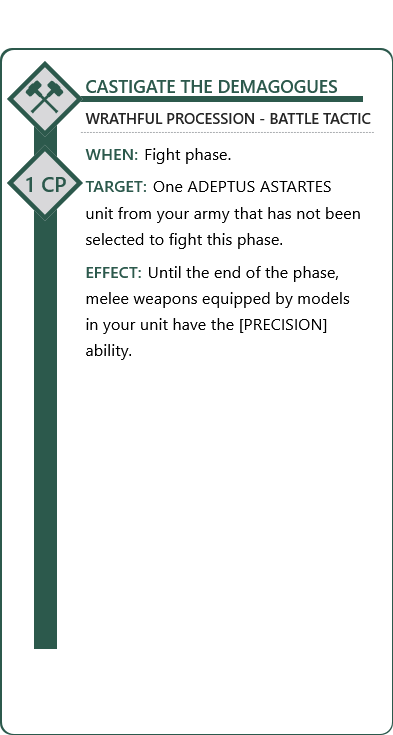 CASTIGATE THE DEMAGOGUES
WRATHFUL PROCESSION - BATTLE TACTIC
WHEN: Fight phase.
1 CP
TARGET: One ADEPTUS ASTARTES
unit from your army that has not been
selected to fight this phase.
EFFECT: Until the end of the phase,
melee weapons equipped by models
in your unit have the [PRECISION]
ability.